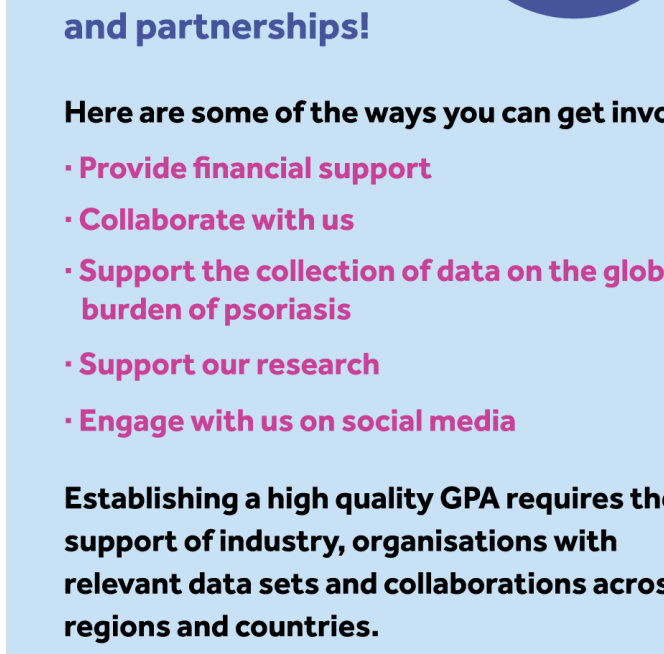 and partnerships!
Here are some of the ways you can get invo
· Provide financial support
· Collaborate with us
· Support the collection of data on the glob
burden of psoriasis
· Support our research
· Engage with us on social media
Establishing a high quality GPA requires the
support of industry, organisations with
relevant data sets and collaborations acros
regions and countries.